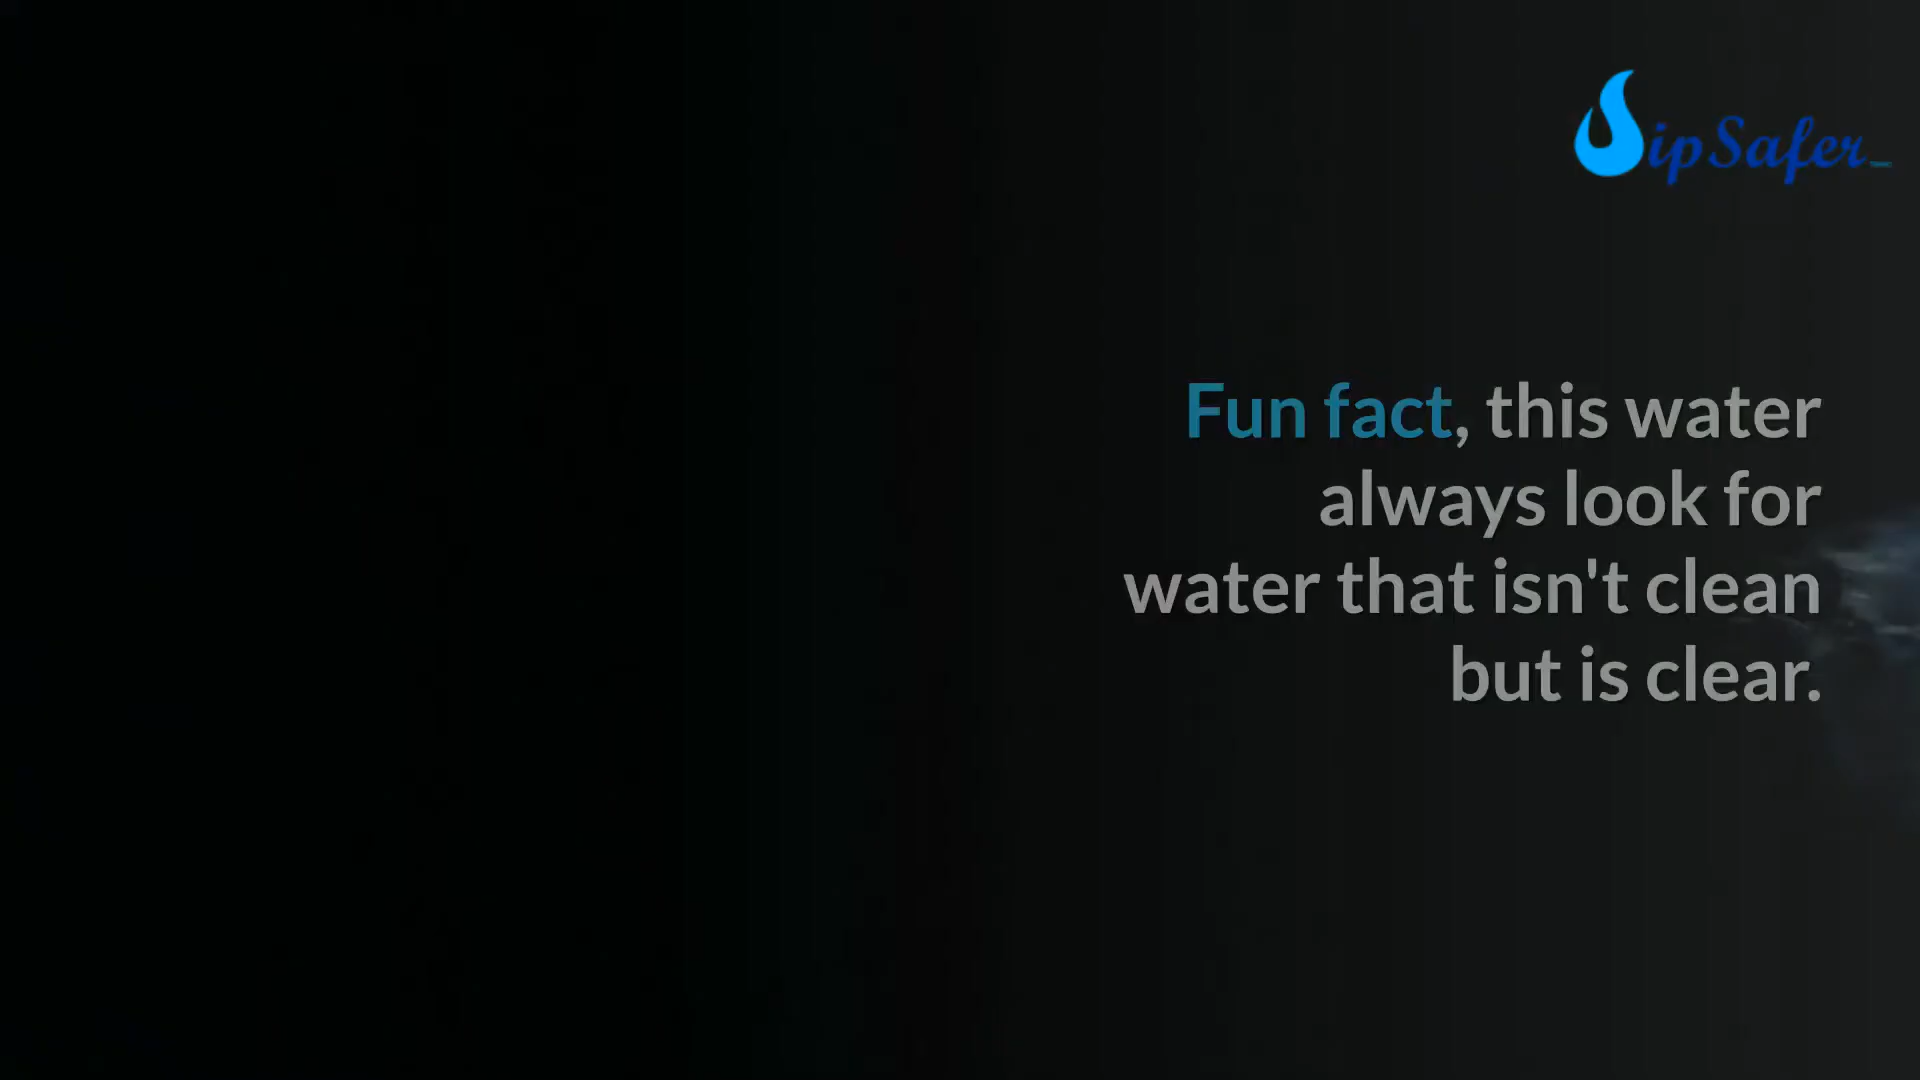 SipSafer
Fun fact, this water
always look for
water that isn't clean
but is clear.